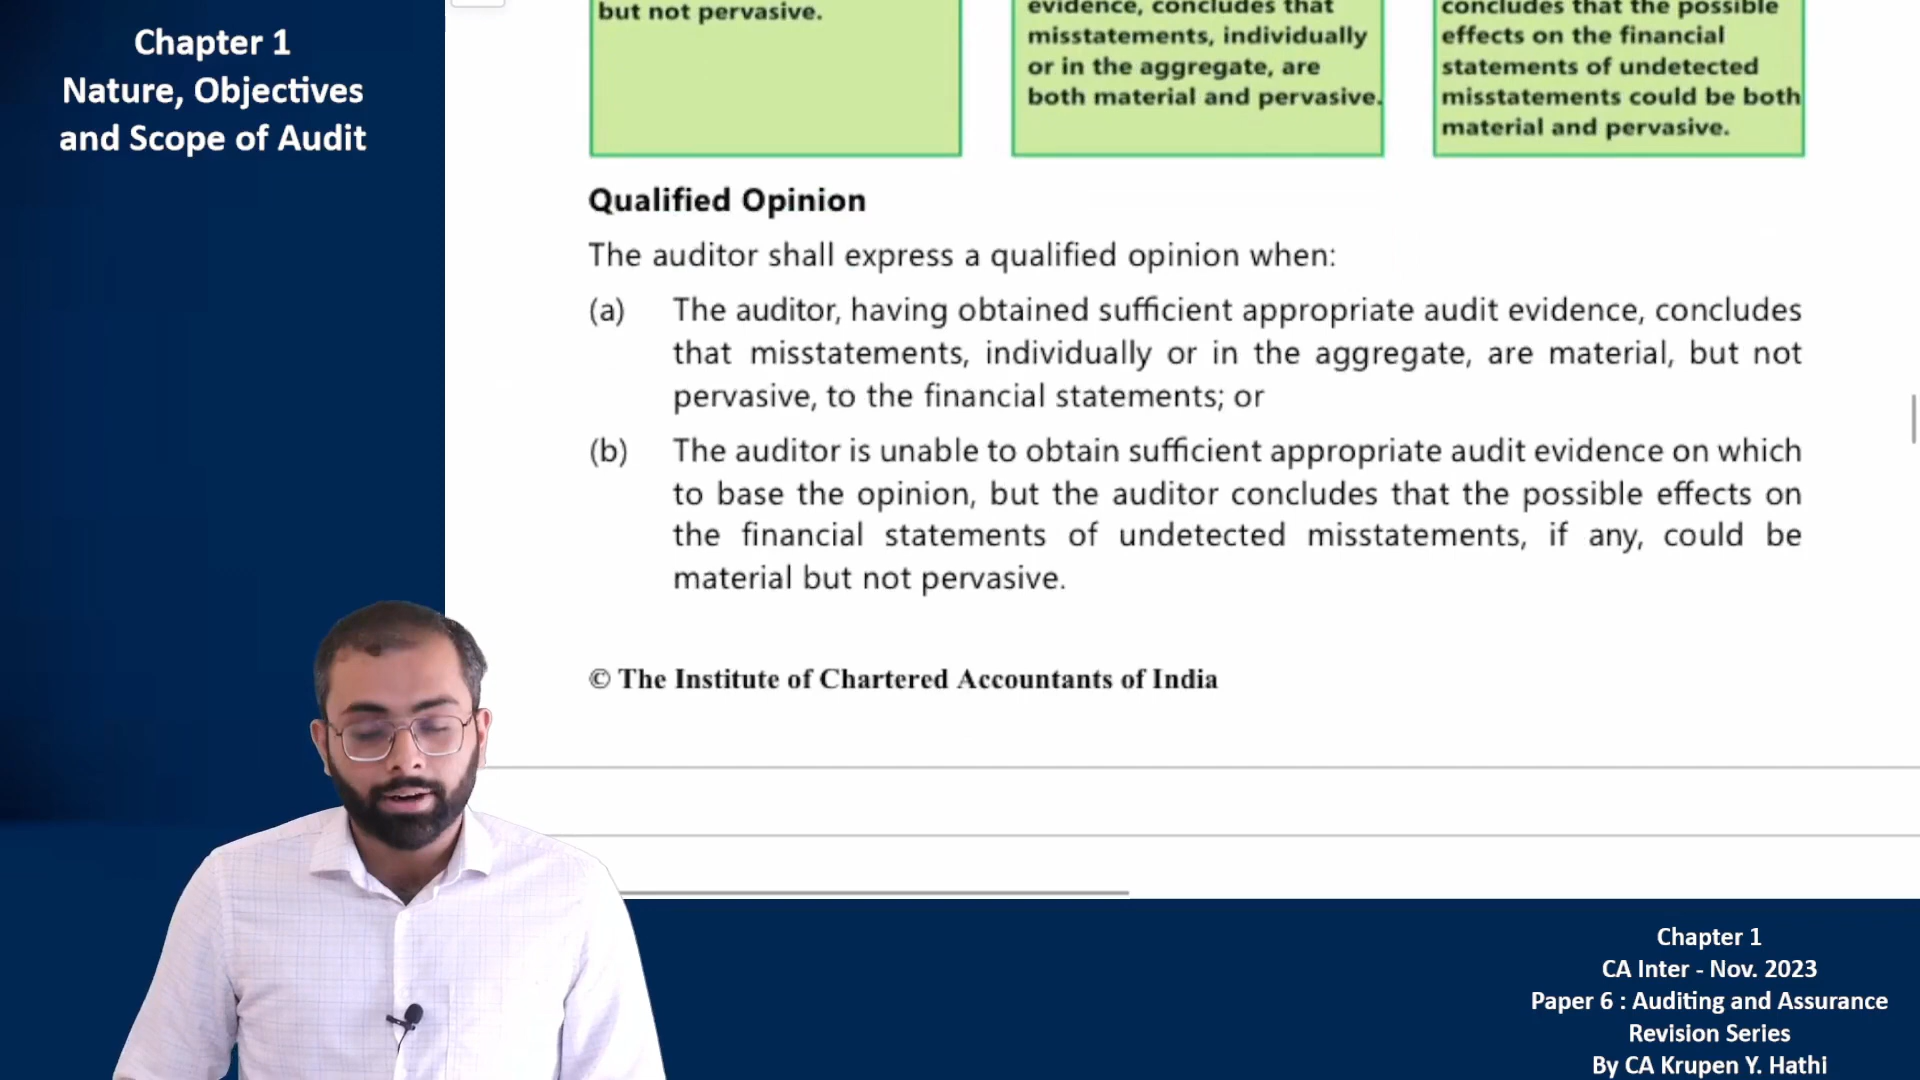 Chapter 1
Nature, Objectives
and Scope of Audit
but not pervasive.
evidence, concludes that
misstatements, individually
or in the aggregate, are
both material and pervasive.
concludes that the possible
effects on the financial
statements of undetected
misstatements could be both
material and pervasive.
Qualified Opinion
The auditor shall express a qualified opinion when:
(a) The auditor, having obtained sufficient appropriate audit evidence, concludes
that misstatements, individually or in the aggregate, are material, but not
pervasive, to the financial statements; or
(b) The auditor is unable to obtain sufficient appropriate audit evidence on which
to base the opinion, but the auditor concludes that the possible effects on
the financial statements of undetected misstatements, if any, could be
material but not pervasive.
© The Institute of Chartered Accountants of India
Chapter 1
CA Inter - Nov. 2023
Paper 6 : Auditing and Assurance
Revision Series
By CA Krupen Y. Hathi